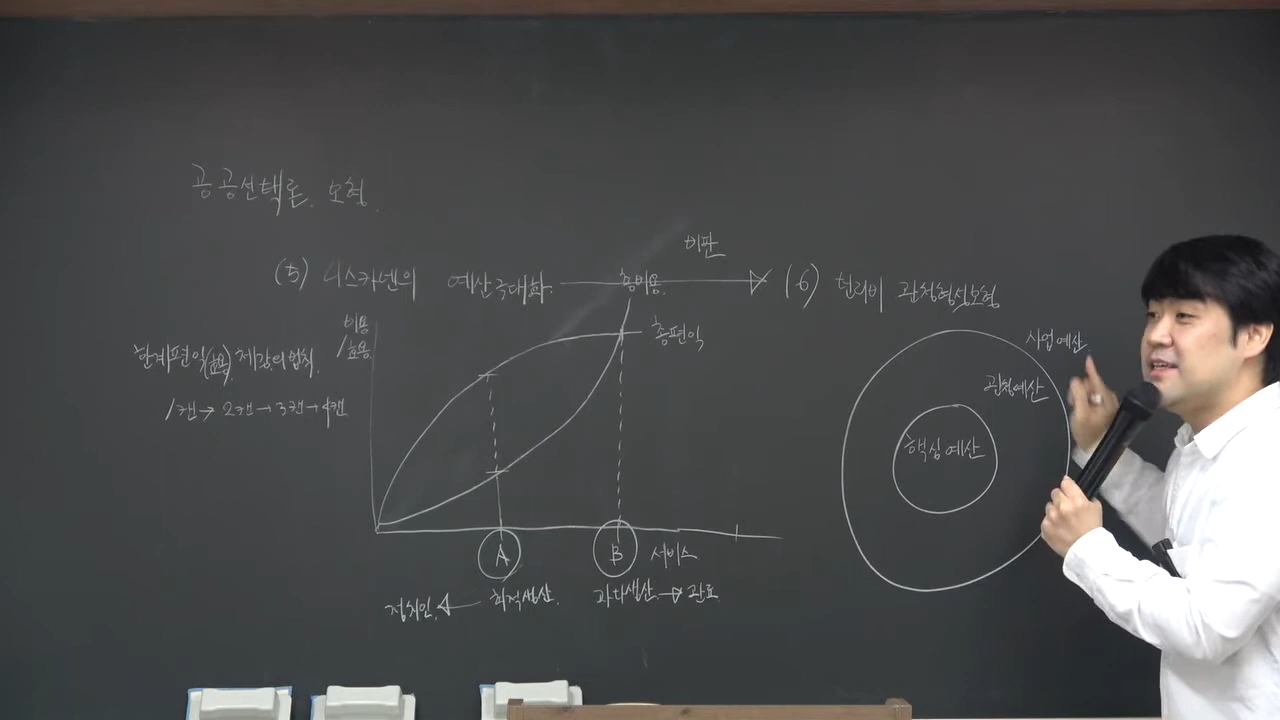 공공선택론 모형.
(5) 니스카넨의 예산극대화. 비판 (6) 던리비 관청형성모형
비용
/효용
총비용.
총편익
한계편익(효용) 체감의 법칙.
1캔→ 2캔→ 3캔→ 4캔
A
B
서비스
정치인. 최적생산.
과다생산.→ 관료
사업예산
관청예산
핵심예산